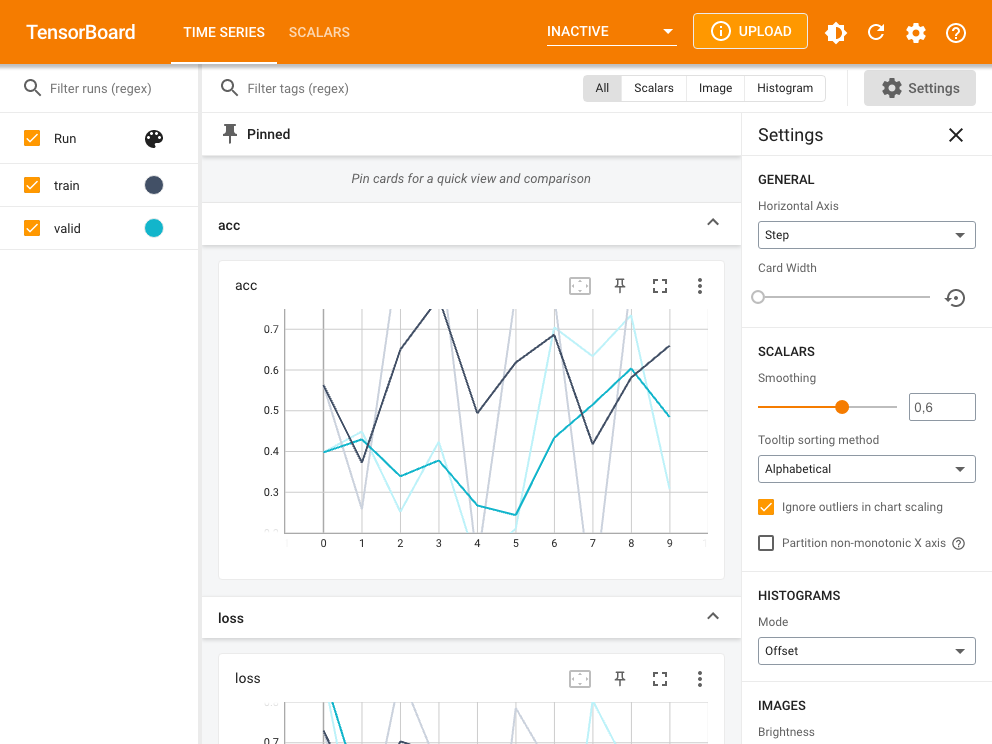 TensorBoard
TIME SERIES
SCALARS
INACTIVE
UPLOAD
Filter runs (regex)
Run
train
valid
Filter tags (regex)
All
Scalars
Image
Histogram
Settings
Pinned
Pin cards for a quick view and comparison
acc
acc
0.7
0.6
0.5
0.4
0.3
0 1 2 3 4 5 6 7 8 9
loss
loss
0.7
Settings
GENERAL
Horizontal Axis
Step
Card Width
SCALARS
Smoothing
0,6
Tooltip sorting method
Alphabetical
Ignore outliers in chart scaling
Partition non-monotonic X axis
HISTOGRAMS
Mode
Offset
IMAGES
Brightness